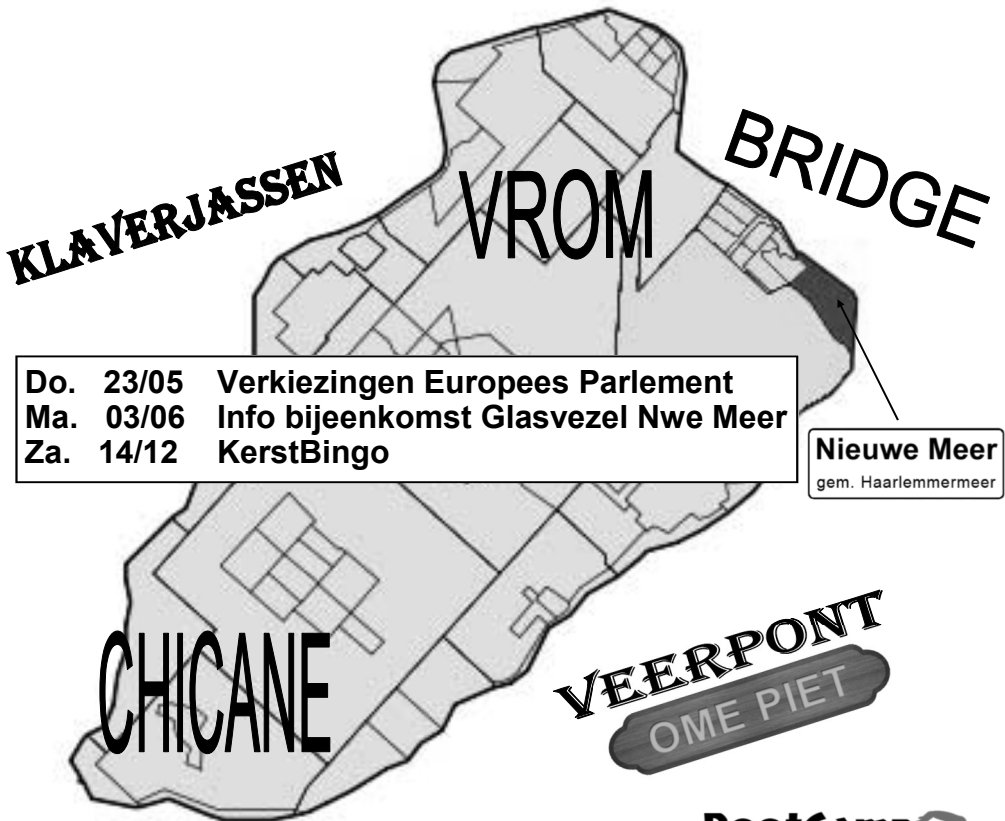 KLAVERJASSEN
BRIDGE
VROM
Do. 23/05 Verkiezingen Europees Parlement
Ma. 03/06 Info bijeenkomst Glasvezel Nwe Meer
Za. 14/12 KerstBingo
Nieuwe Meer
gem. Haarlemmermeer
CHICANE
VEERPONT
OME PIET